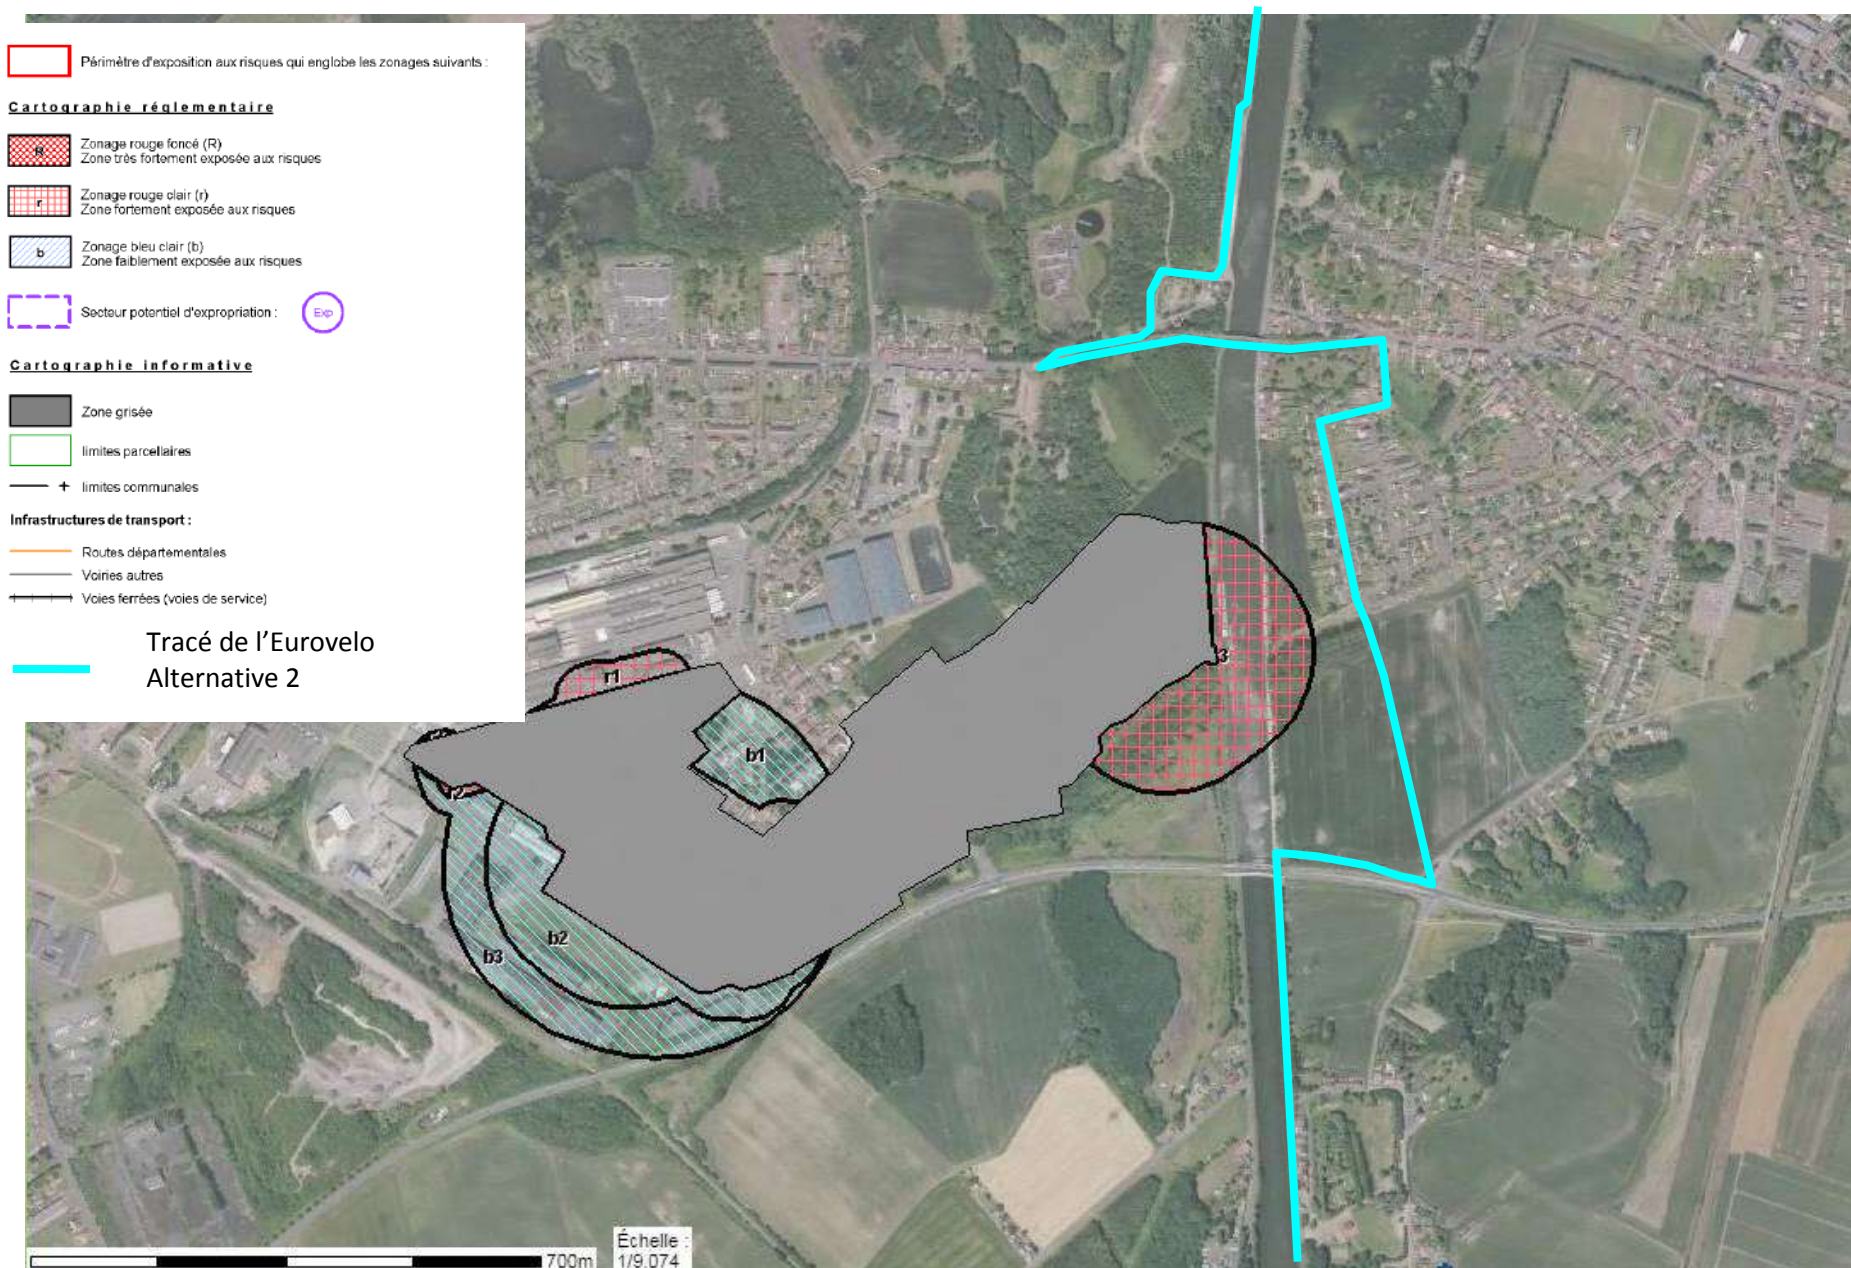 Périmètre d'exposition aux risques qui englobe les zonages suivants :
Cartographie réglementaire
R
Zonage rouge foncé (R)
Zone très fortement exposée aux risques
r
Zonage rouge clair (r)
Zone fortement exposée aux risques
b
Zonage bleu clair (b)
Zone faiblement exposée aux risques
Secteur potentiel d'expropriation :
Exp
Cartographie informative
Zone grisée
limites parcellaires
limites communales
Infrastructures de transport :
Routes départementales
Voiries autres
Voies ferrées (voies de service)
Tracé de l'Eurovelo
Alternative 2
r1
3
b1
r2
b2
b3
700m
Échelle :
1/9.074